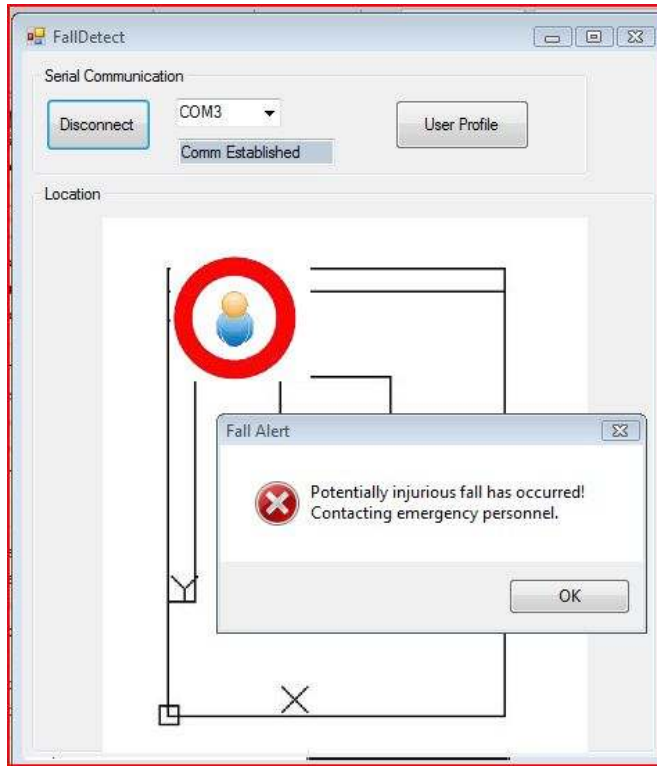 FallDetect
Serial Communication
Disconnect
COM3
User Profile
Comm Established
Location
Fall Alert
Potentially injurious fall has occurred!
Contacting emergency personnel.
OK
Y
X